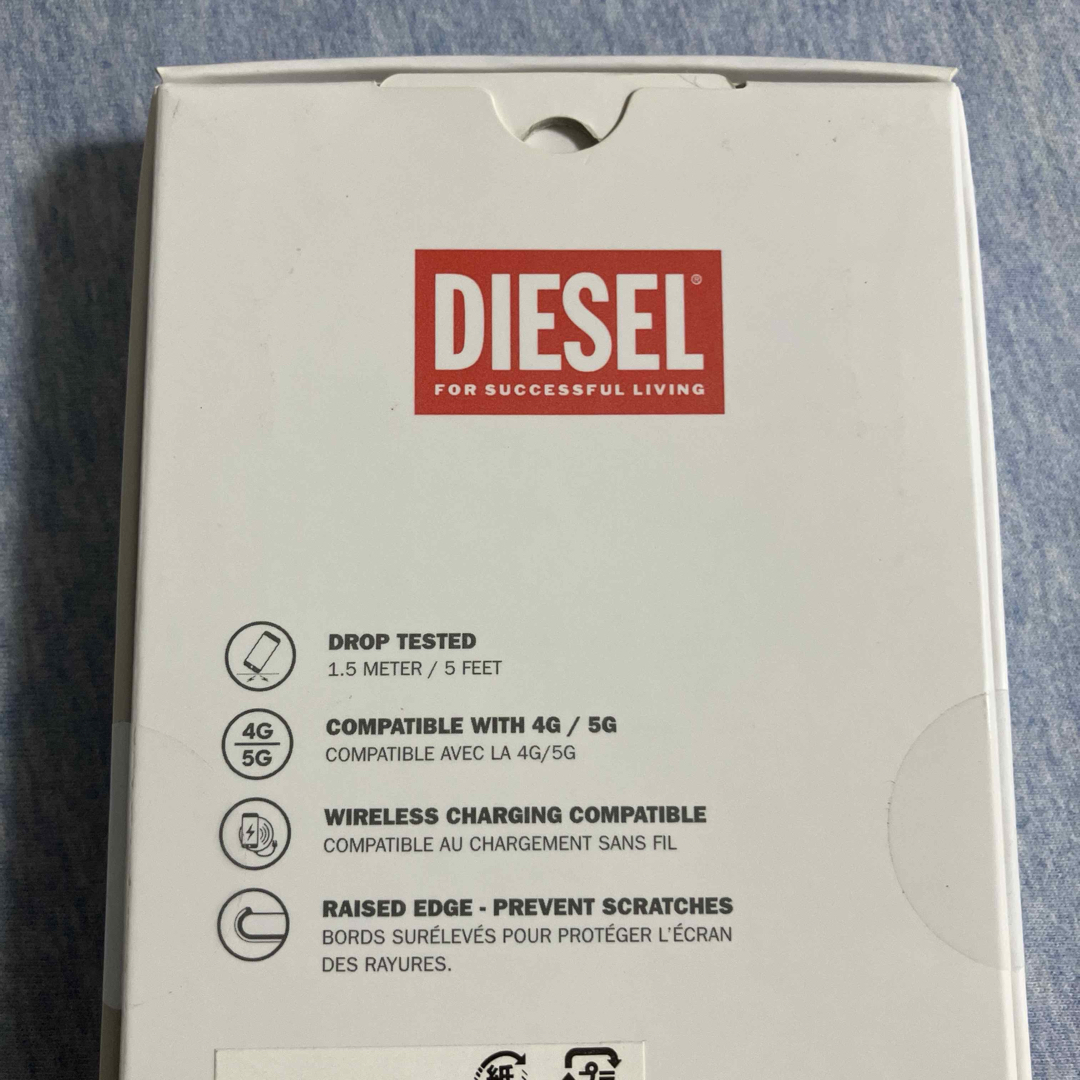 DIESEL®
FOR SUCCESSFUL LIVING
DROP TESTED
1.5 METER / 5 FEET
4G
5G
COMPATIBLE WITH 4G / 5G
COMPATIBLE AVEC LA 4G/5G
WIRELESS CHARGING COMPATIBLE
COMPATIBLE AU CHARGEMENT SANS FIL
RAISED EDGE - PREVENT SCRATCHES
BORDS SURÉLEVÉS POUR PROTÉGER L'ÉCRAN
DES RAYURES.
紙